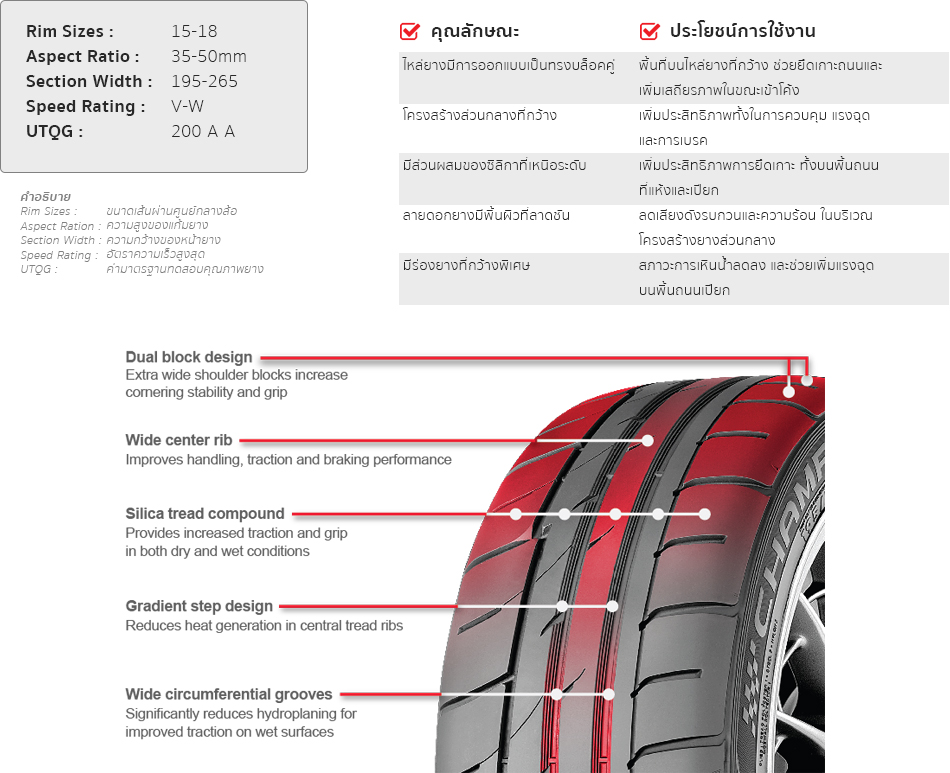 Rim Sizes : 15-18
Aspect Ratio : 35-50mm
Section Width : 195-265
Speed Rating : V-W
UTQG : 200 A A
คำอธิบาย
Rim Sizes : ขนาดเส้นผ่านศูนย์กลางล้อ
Aspect Ration : ความสูงของแก้มยาง
Section Width : ความกว้างของหน้ายาง
Speed Rating : อัตราความเร็วสูงสุด
UTQG : ค่ามาตรฐานทดสอบคุณภาพยาง
คุณลักษณะ ประโยชน์การใช้งาน
ไหล่ยางมีการออกแบบเป็นทรงบล็อคคู่ พื้นที่บนไหล่ยางที่กว้าง ช่วยยึดเกาะถนนและ
เพิ่มเสถียรภาพในขณะเข้าโค้ง
โครงสร้างส่วนกลางที่กว้าง เพิ่มประสิทธิภาพทั้งในการควบคุม แรงฉุด
และการเบรค
มีส่วนผสมของซิลิกาที่เหนือระดับ เพิ่มประสิทธิภาพการยึดเกาะ ทั้งบนพื้นถนน
ที่แห้งและเปียก
ลายดอกยางมีพื้นผิวที่ลาดชัน ลดเสียงดังรบกวนและความร้อน ในบริเวณ
โครงสร้างยางส่วนกลาง
มีร่องยางที่กว้างพิเศษ สภาวะการเหินน้ำลดลง และช่วยเพิ่มแรงฉุด
บนพื้นถนนเปียก
Dual block design
Extra wide shoulder blocks increase
cornering stability and grip
Wide center rib
Improves handling, traction and braking performance
Silica tread compound
Provides increased traction and grip
in both dry and wet conditions
Gradient step design
Reduces heat generation in central tread ribs
Wide circumferential grooves
Significantly reduces hydroplaning for
improved traction on wet surfaces